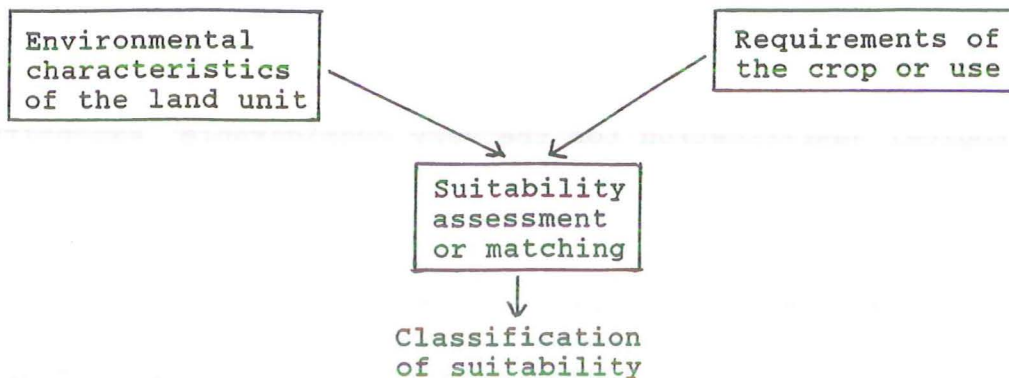 Environmental
characteristics
of the land unit
Requirements of
the crop or use
Suitability
assessment
or matching
Classification
of suitability